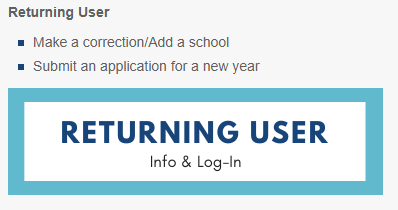 Returning User
Make a correction/Add a school
Submit an application for a new year
RETURNING USER
Info & Log-In